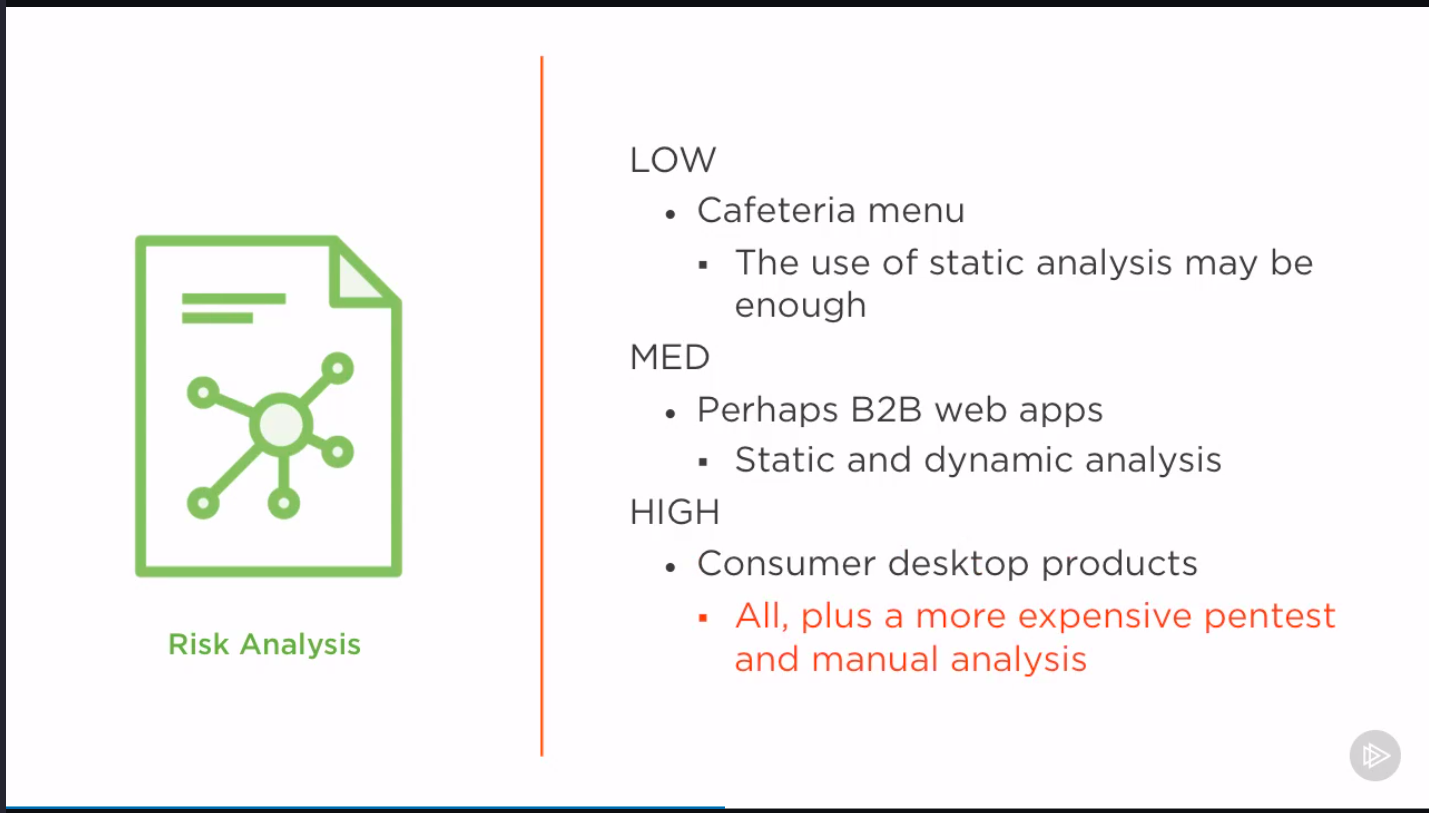 LOW
• Cafeteria menu
▪ The use of static analysis may be
enough
MED
• Perhaps B2B web apps
▪ Static and dynamic analysis
HIGH
• Consumer desktop products
▪ All, plus a more expensive pentest
and manual analysis
Risk Analysis